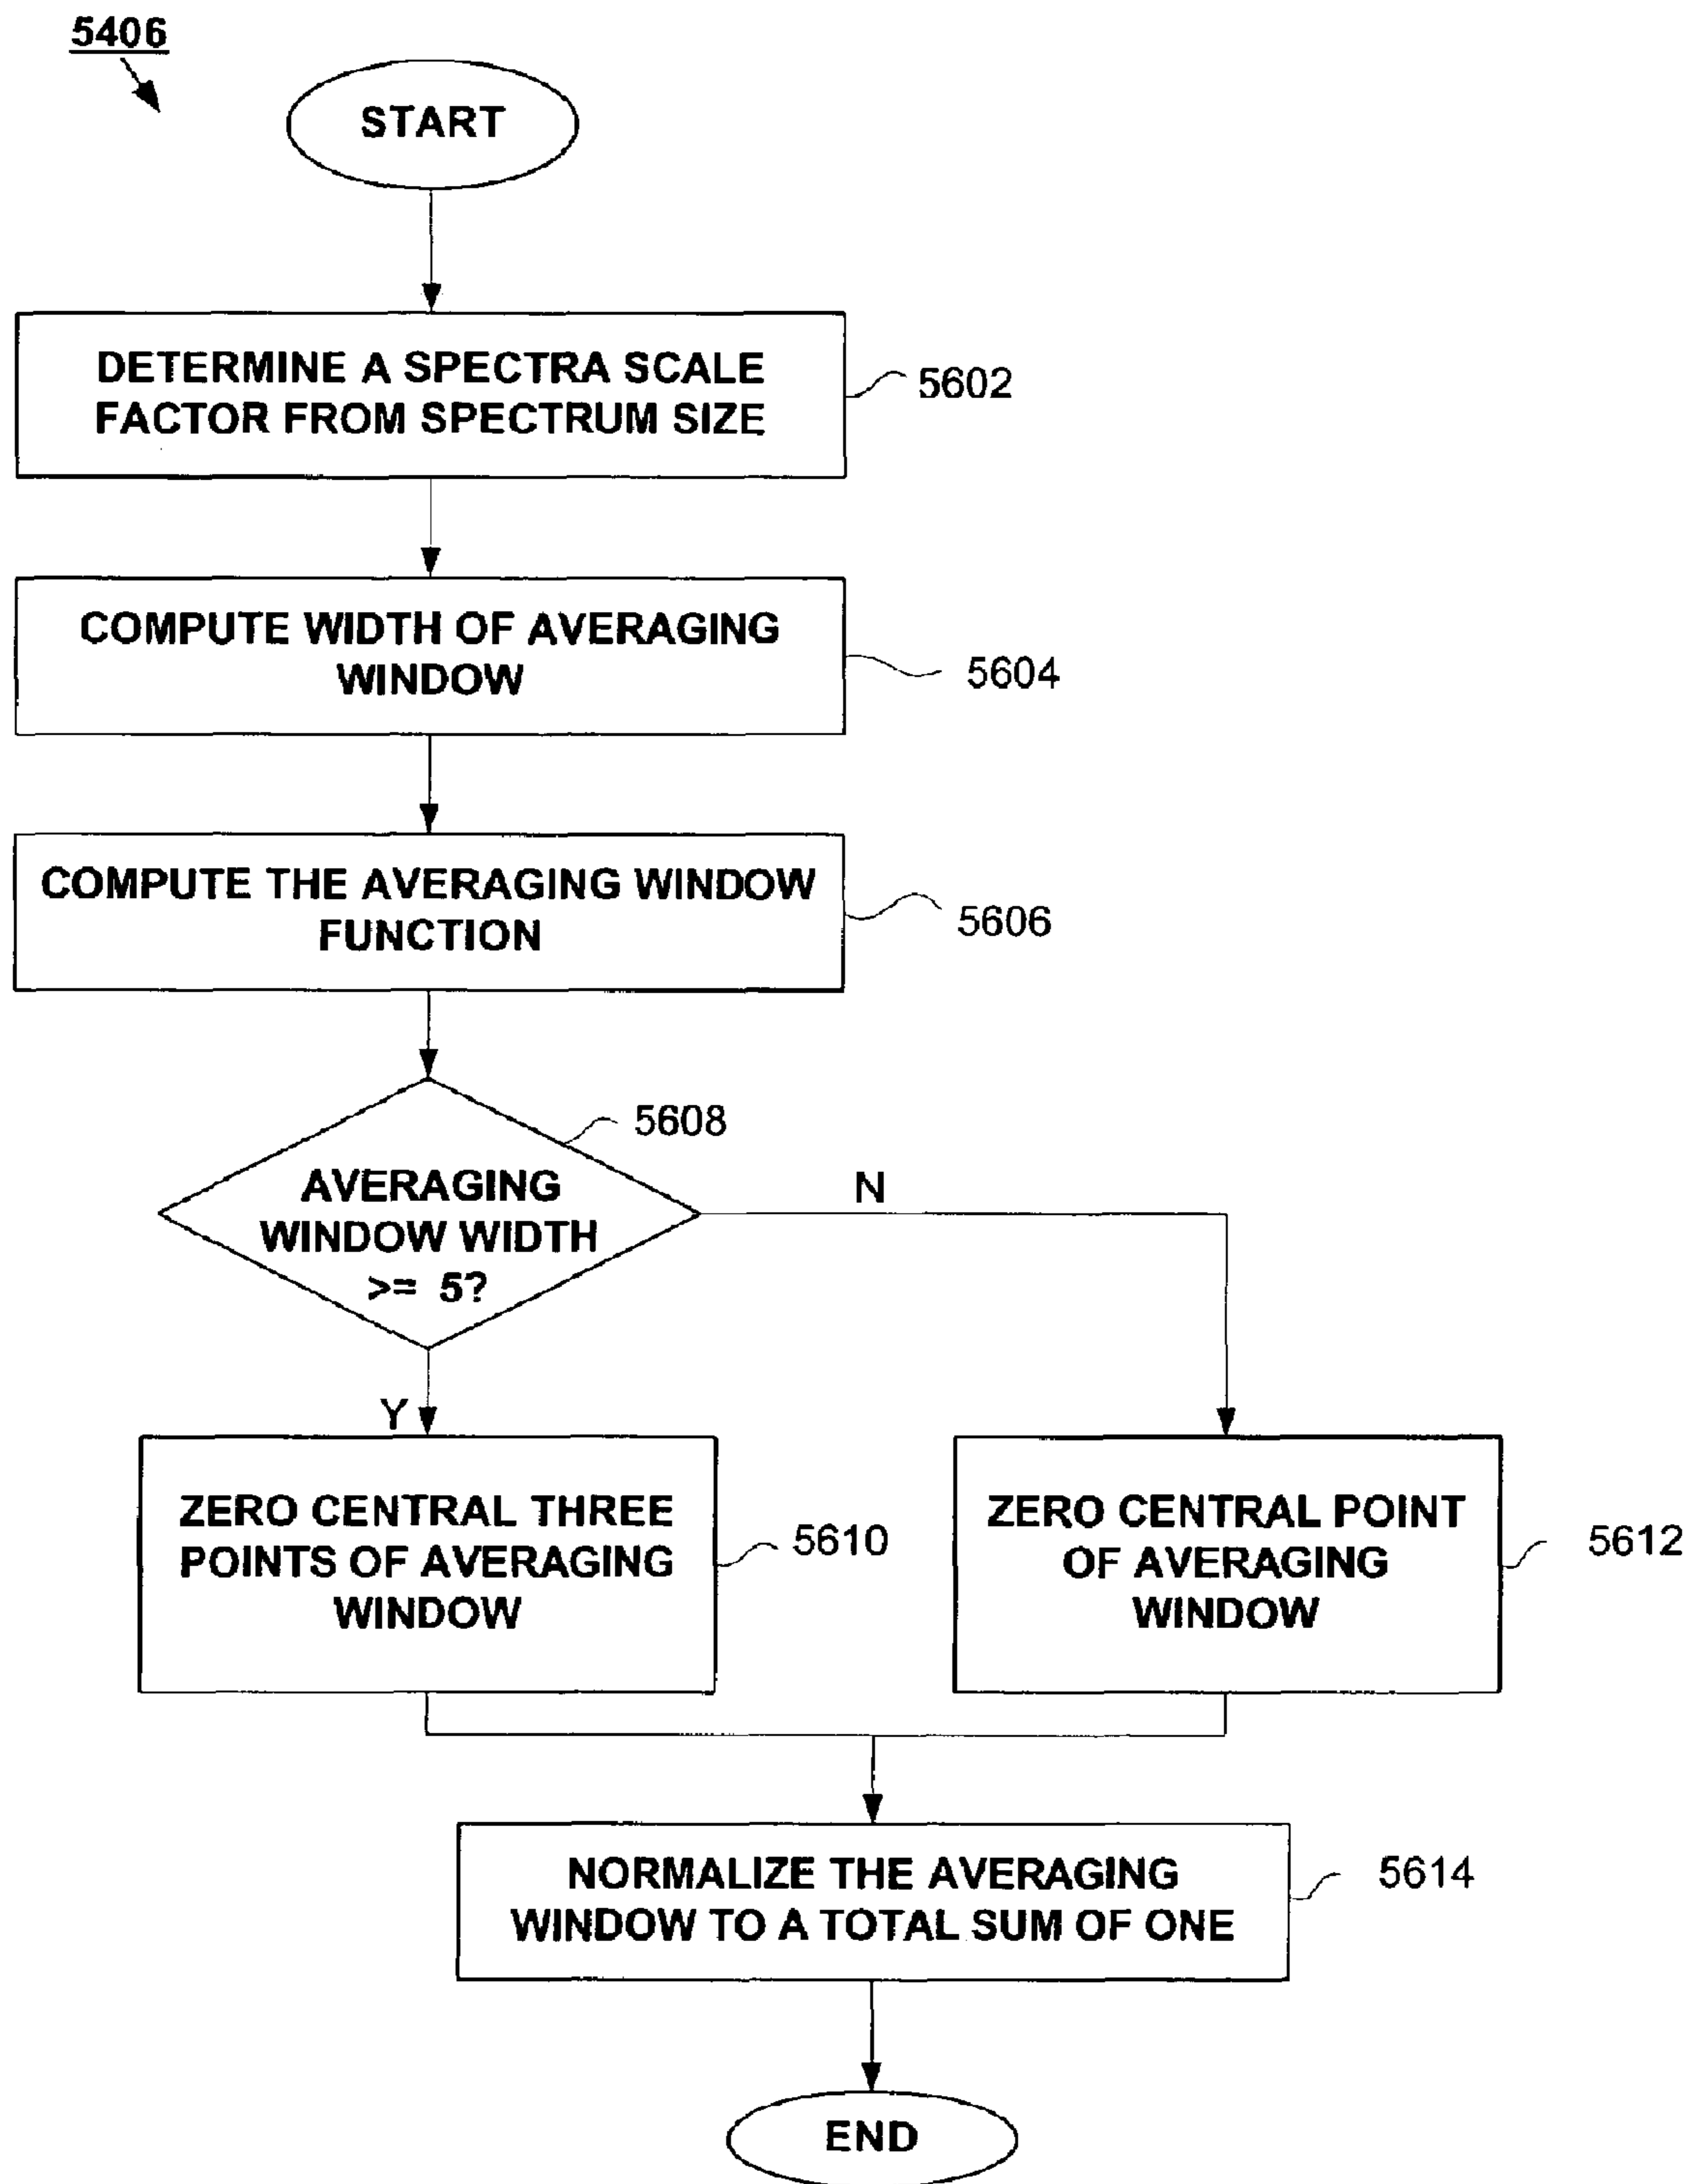 5406
START
DETERMINE A SPECTRA SCALE
FACTOR FROM SPECTRUM SIZE
5602
COMPUTE WIDTH OF AVERAGING
WINDOW
5604
COMPUTE THE AVERAGING WINDOW
FUNCTION
5606
5608
AVERAGING
WINDOW WIDTH
>= 5?
N
Y
ZERO CENTRAL THREE
POINTS OF AVERAGING
WINDOW
5610
ZERO CENTRAL POINT
OF AVERAGING
WINDOW
5612
NORMALIZE THE AVERAGING
WINDOW TO A TOTAL SUM OF ONE
5614
END